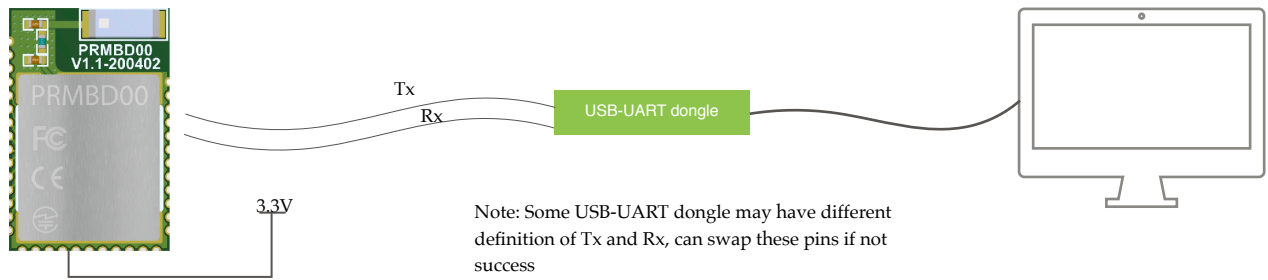 PRMBD00
V1.1-200402
PRMBD00
FC
CE
Tx
Rx
USB-UART dongle
3.3V
Note: Some USB-UART dongle may have different
definition of Tx and Rx, can swap these pins if not
success